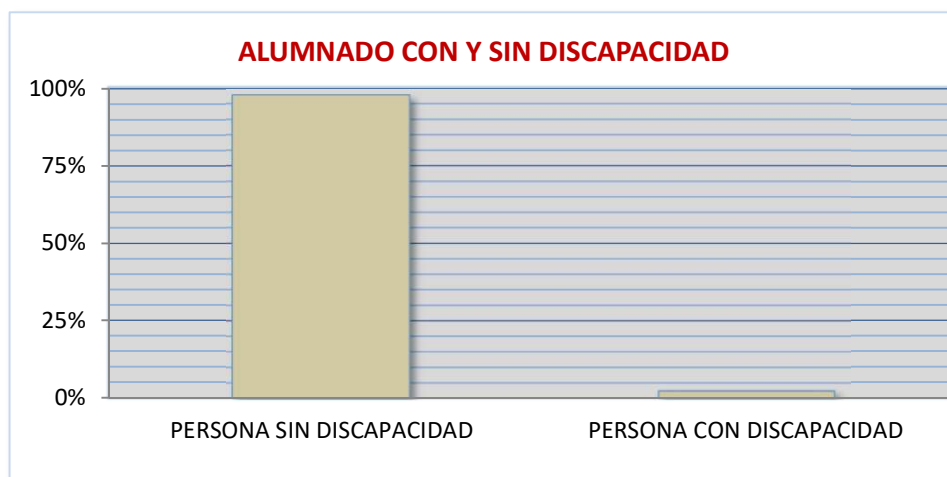 ALUMNADO CON Y SIN DISCAPACIDAD
100%
75%
50%
25%
0%
PERSONA SIN DISCAPACIDAD PERSONA CON DISCAPACIDAD